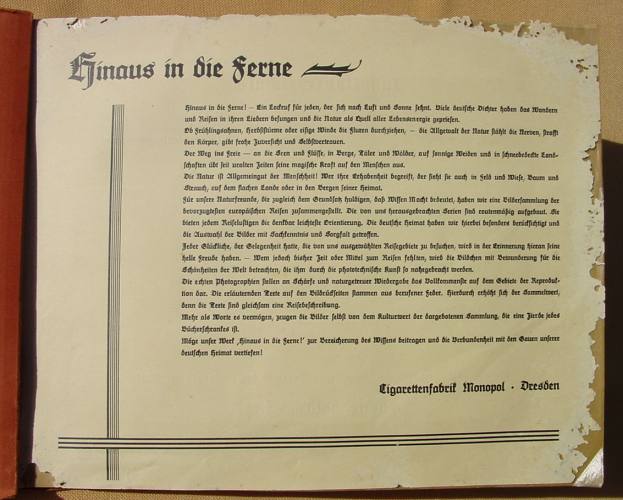 Hinaus in die Ferne
Hinaus in die Ferne! — Ein Lockruf für jeden, der sich nach Luft und Sonne sehnt. Viele deutsche Dichter haben das Wandern
und Reisen in ihren Liedern besungen und die Natur als Quell aller Lebensenergie gepriesen.
Ob Frühlingsahnen, Herbststürme oder eisige Winde die Fluren durchziehen, — die Allgewalt der Natur stählt die Nerven, strafft
den Körper, gibt frohe Zuversicht und Selbstvertrauen.
Der Weg ins Freie — an die Seen und Flüsse, in Berge, Täler und Wälder, auf sonnige Weiden und in schneebedeckte Land-
schaften übt seit uralten Zeiten seine magische Kraft auf den Menschen aus.
Die Natur ist Allgemeingut der Menschheit! Wer ihre Erhabenheit begreift, der sieht sie auch in Feld und Wiese, Baum und
Strauch, auf dem flachen Lande oder in den Bergen seiner Heimat.
Für unsere Naturfreunde, die zugleich dem Grundsatz huldigen, daß Wissen Macht bedeutet, haben wir eine Bildersammlung der
bevorzugtesten europäischen Reisen zusammengestellt. Die von uns herausgebrachten Serien sind routenmäßig aufgebaut. Sie
bieten jedem Reiselustigen die denkbar leichteste Orientierung. Die deutsche Heimat haben wir hierbei besonders berücksichtigt und
die Auswahl der Bilder mit Sachkenntnis und Sorgfalt getroffen.
Jeder Glückliche, der Gelegenheit hatte, die von uns ausgewählten Reisegebiete zu besuchen, wird in der Erinnerung hieran seine
helle Freude haben. — Wem jedoch bisher Zeit oder Mittel zum Reisen fehlten, wird die Bildchen mit Bewunderung für die
Schönheiten der Welt betrachten, die ihm durch die phototechnische Kunst so nahegebracht werden.
Die echten Photographien stellen an Schärfe und naturgetreuer Wiedergabe das Vollkommenste auf dem Gebiete der Reproduk-
tion dar. Die erläuternden Texte auf den Bildrückseiten stammen aus berufener Feder. Hierdurch erhöht sich der Sammelwert,
denn die Texte sind gleichsam eine Reisebeschreibung.
Mehr als Worte es vermögen, zeugen die Bilder selbst von dem Kulturwert der dargebotenen Sammlung, die eine Zierde jedes
Bücherschrankes ist.
Möge unser Werk „Hinaus in die Ferne!" zur Bereicherung des Wissens beitragen und die Verbundenheit mit den Gauen unserer
deutschen Heimat vertiefen!
Cigarettenfabrik Monopol · Dresden